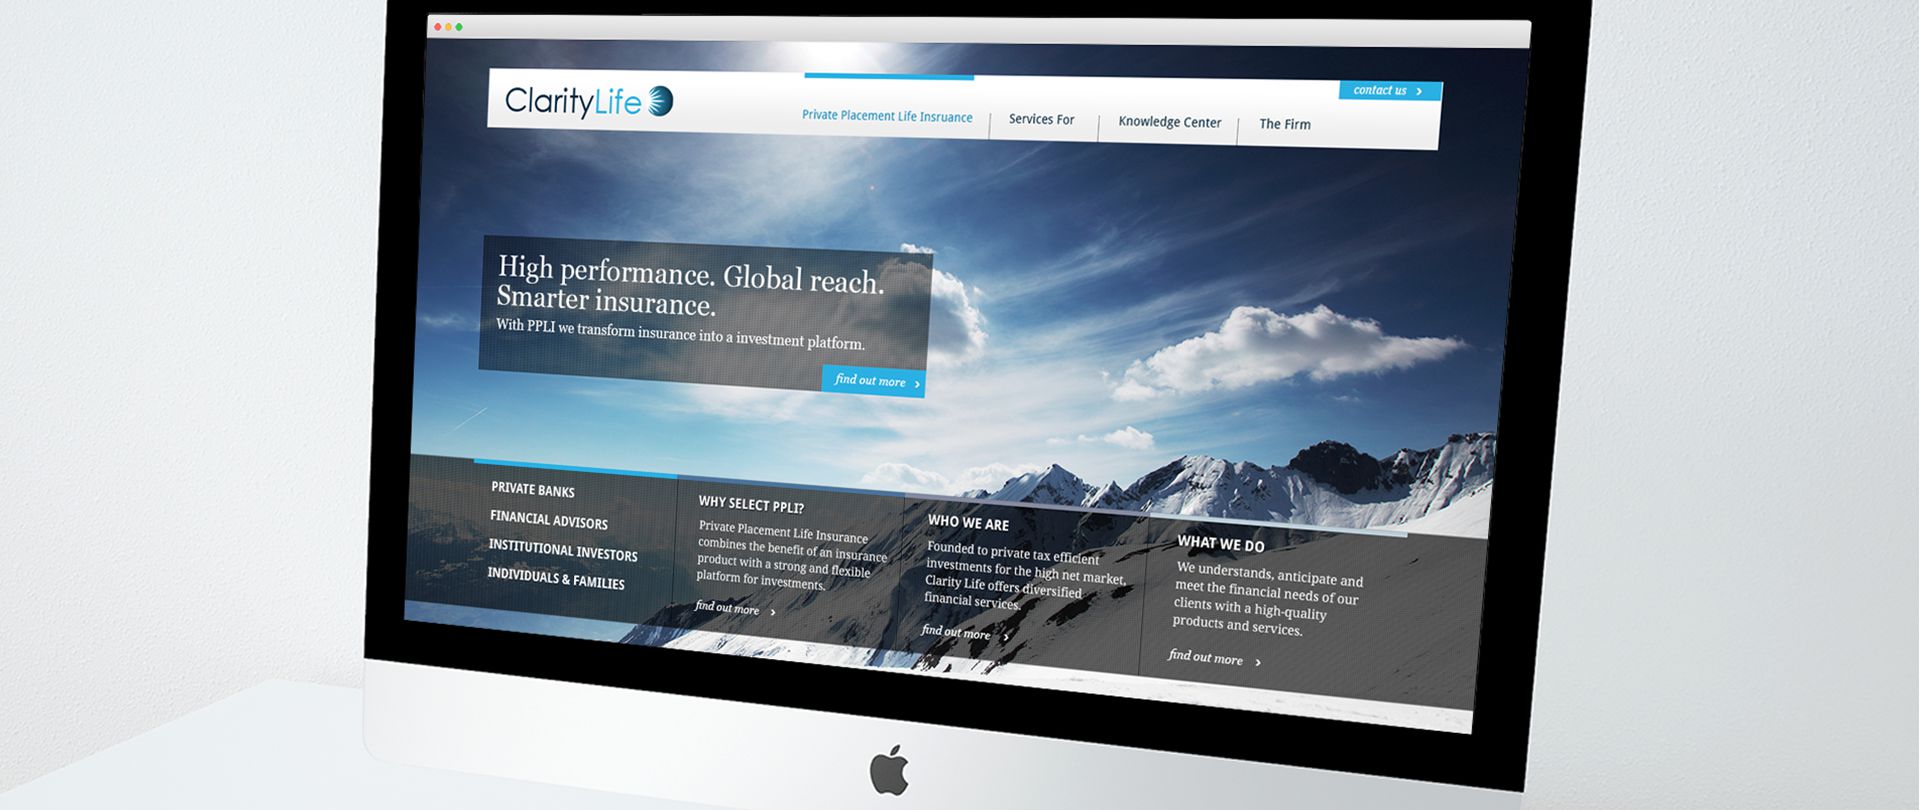 ClarityLife
contact us
Private Placement Life Insruance
Services For
Knowledge Center
The Firm
High performance. Global reach.
Smarter insurance.
With PPLI we transform insurance into a investment platform.
find out more
PRIVATE BANKS
FINANCIAL ADVISORS
INSTITUTIONAL INVESTORS
INDIVIDUALS & FAMILIES
WHY SELECT PPLI?
Private Placement Life Insurance
combines the benefit of an insurance
product with a strong and flexible
platform for investments.
find out more
WHO WE ARE
Founded to private tax efficient
investments for the high net market,
Clarity Life offers diversified
financial services.
find out more
WHAT WE DO
We understands, anticipate and
meet the financial needs of our
clients with a high-quality
products and services.
find out more